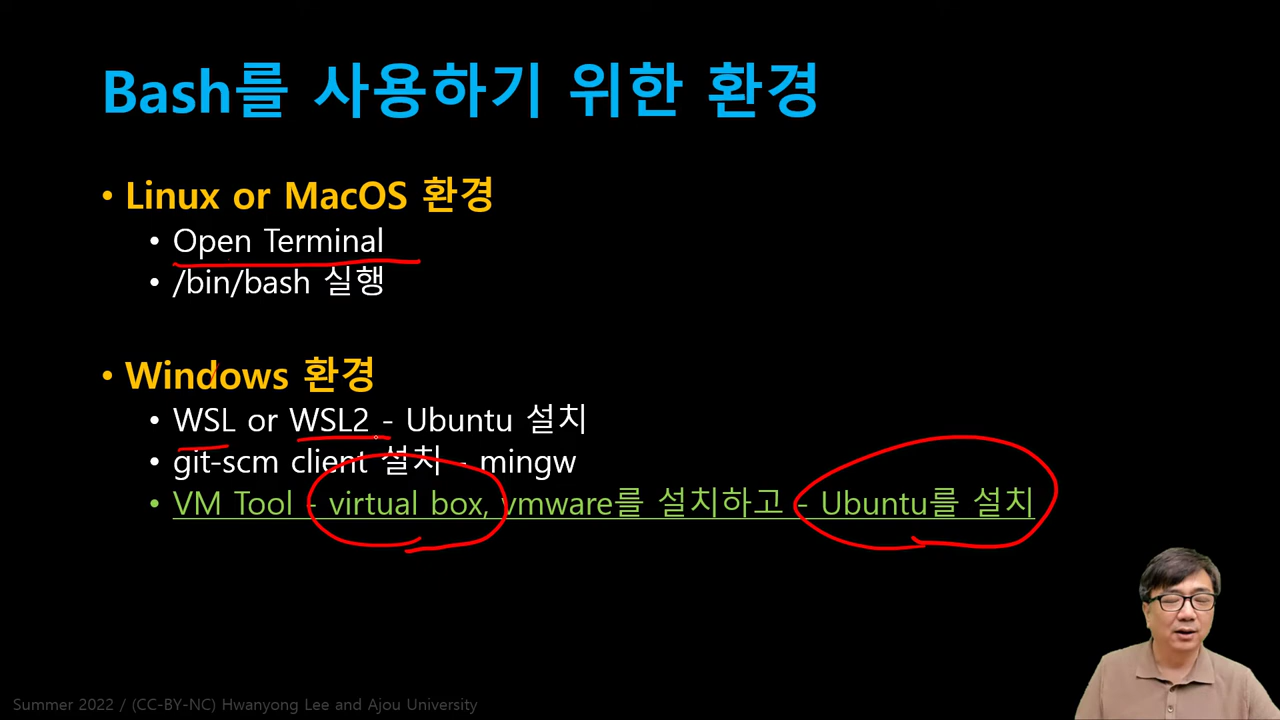 Bash를 사용하기 위한 환경
• Linux or MacOS 환경
• Open Terminal
• /bin/bash 실행
• Windows 환경
• WSL or WSL2 - Ubuntu 설치
• git-scm client 설치 - mingw
• VM Tool - virtual box, vmware를 설치하고 - Ubuntu를 설치
Summer 2022 / (CC-BY-NC) Hwanyong Lee and Ajou University